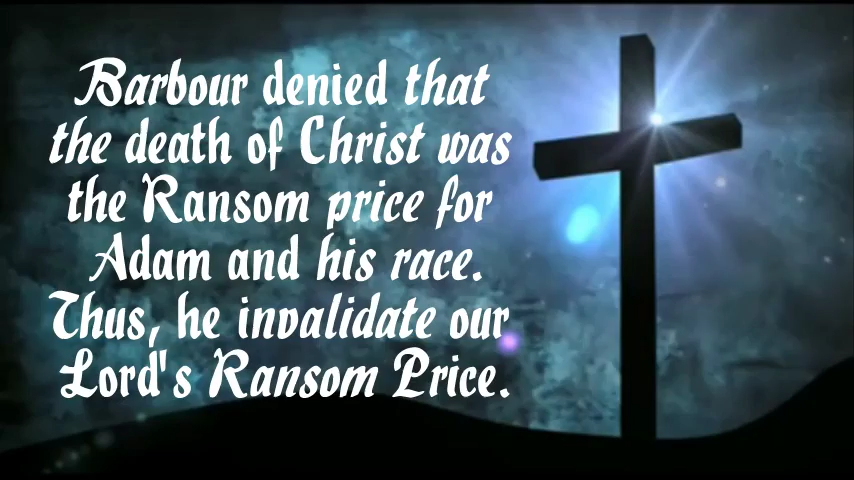 Barbour denied that
the death of Christ was
the Ransom price for
Adam and his race.
Thus, he invalidate our
Lord's Ransom Price.